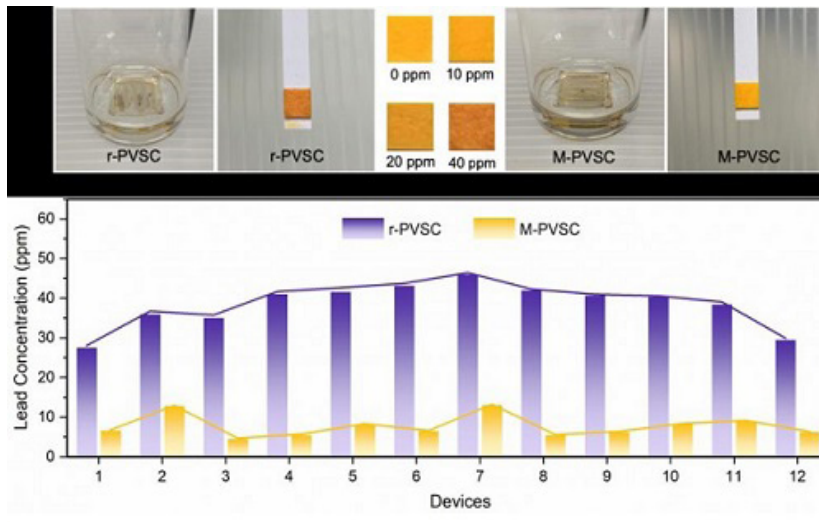 0 ppm
10 ppm
20 ppm
40 ppm
r-PVSC
r-PVSC
M-PVSC
M-PVSC
r-PVSC
M-PVSC
Lead Concentration (ppm)
60
50
40
30
20
10
0
1 2 3 4 5 6 7 8 9 10 11 12
Devices